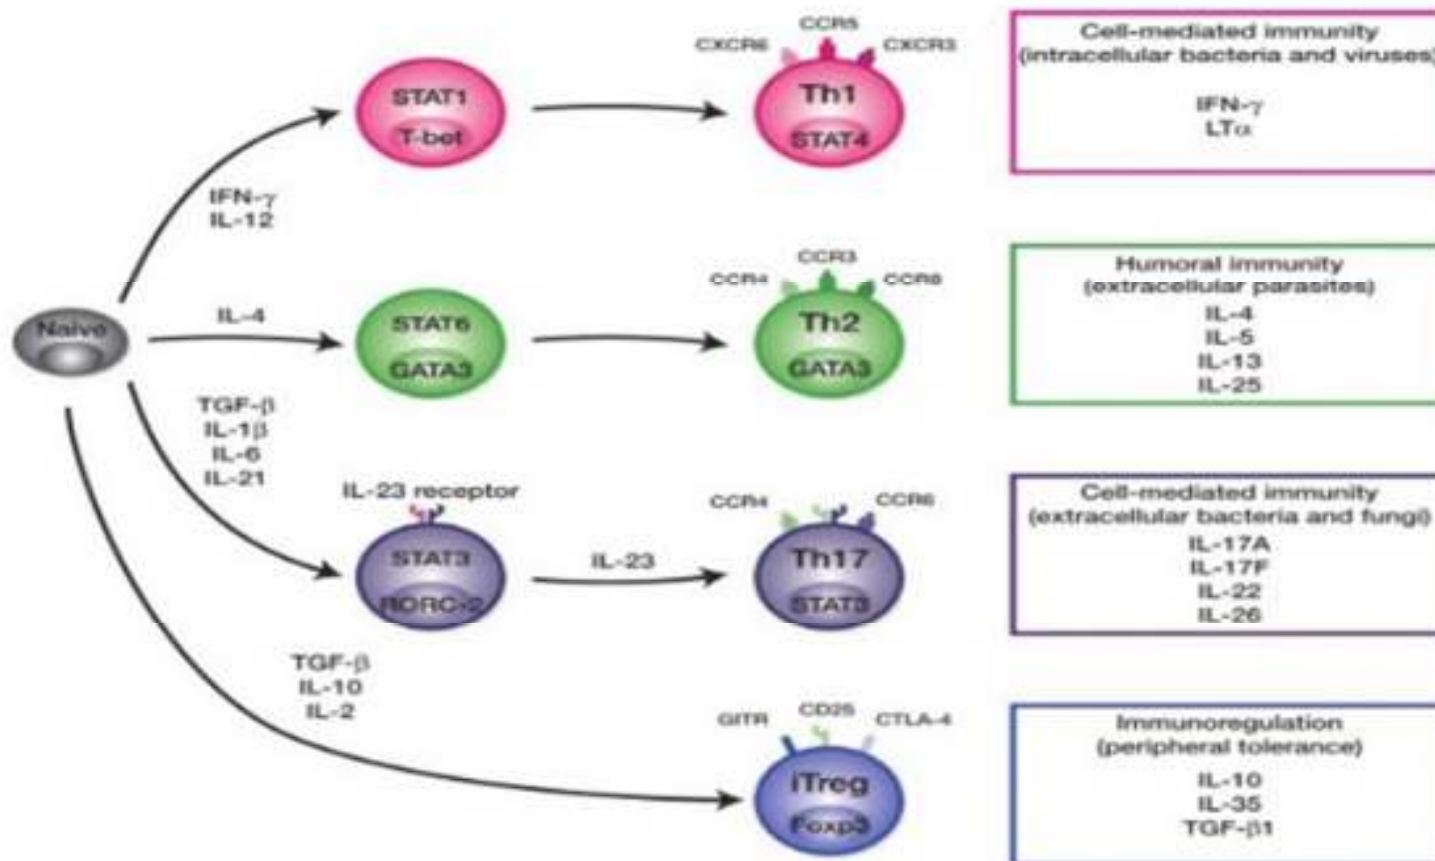 CCR5
CXCR6
CXCR3
STAT1
T-bet
Th1
STAT4
Cell-mediated immunity
(intracellular bacteria and viruses)
IFN-γ
LTα
IFN-γ
IL-12
Naive
IL-4
STAT6
GATA3
CCR3
CCR4
CCR8
Th2
GATA3
Humoral immunity
(extracellular parasites)
IL-4
IL-5
IL-13
IL-25
TGF-β
IL-1β
IL-6
IL-21
IL-23 receptor
STAT3
RORC-2
IL-23
CCR4
CCR6
Th17
STAT3
Cell-mediated immunity
(extracellular bacteria and fungi)
IL-17A
IL-17F
IL-22
IL-26
TGF-β
IL-10
IL-2
GITR
CD25
CTLA-4
iTreg
Foxp3
Immunoregulation
(peripheral tolerance)
IL-10
IL-35
TGF-β1